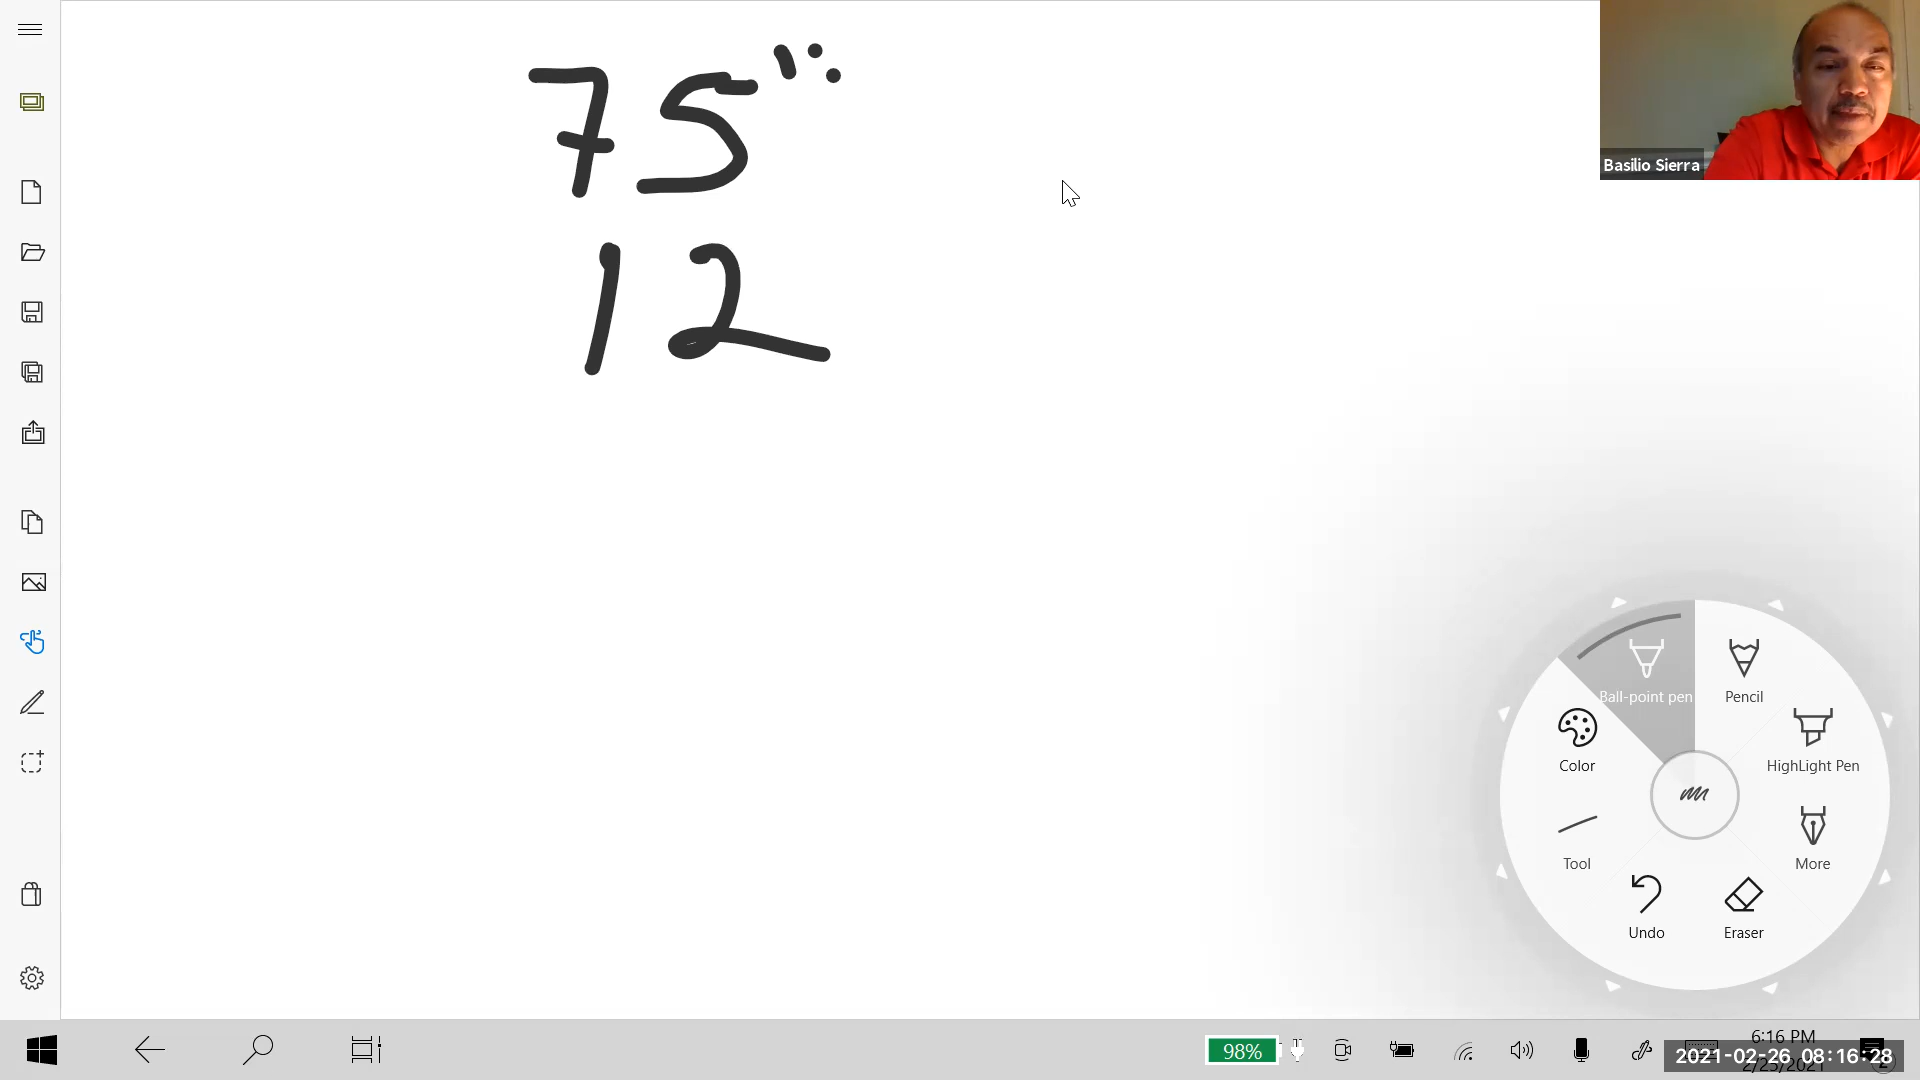 75
Basilio Sierra
12
Ball-point pen
Pencil
Color
HighLight Pen
Tool
More
Undo
Eraser
98%
6:16 PM
2021-02-26 08:16:28